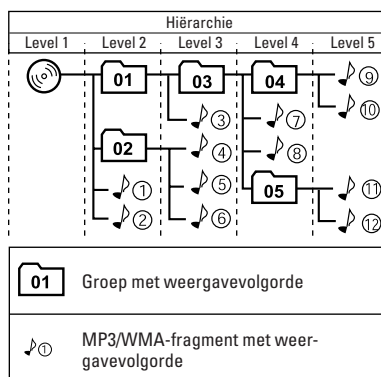 Hiërarchie
Level 1 Level 2 Level 3 Level 4 Level 5
01 03 04 ⑨
⑩
③ ⑦
02 ④ ⑧
① ⑤ 05 ⑪
② ⑥ ⑫
01 Groep met weergavevolgorde
① MP3/WMA-fragment met weer-
gavevolgorde